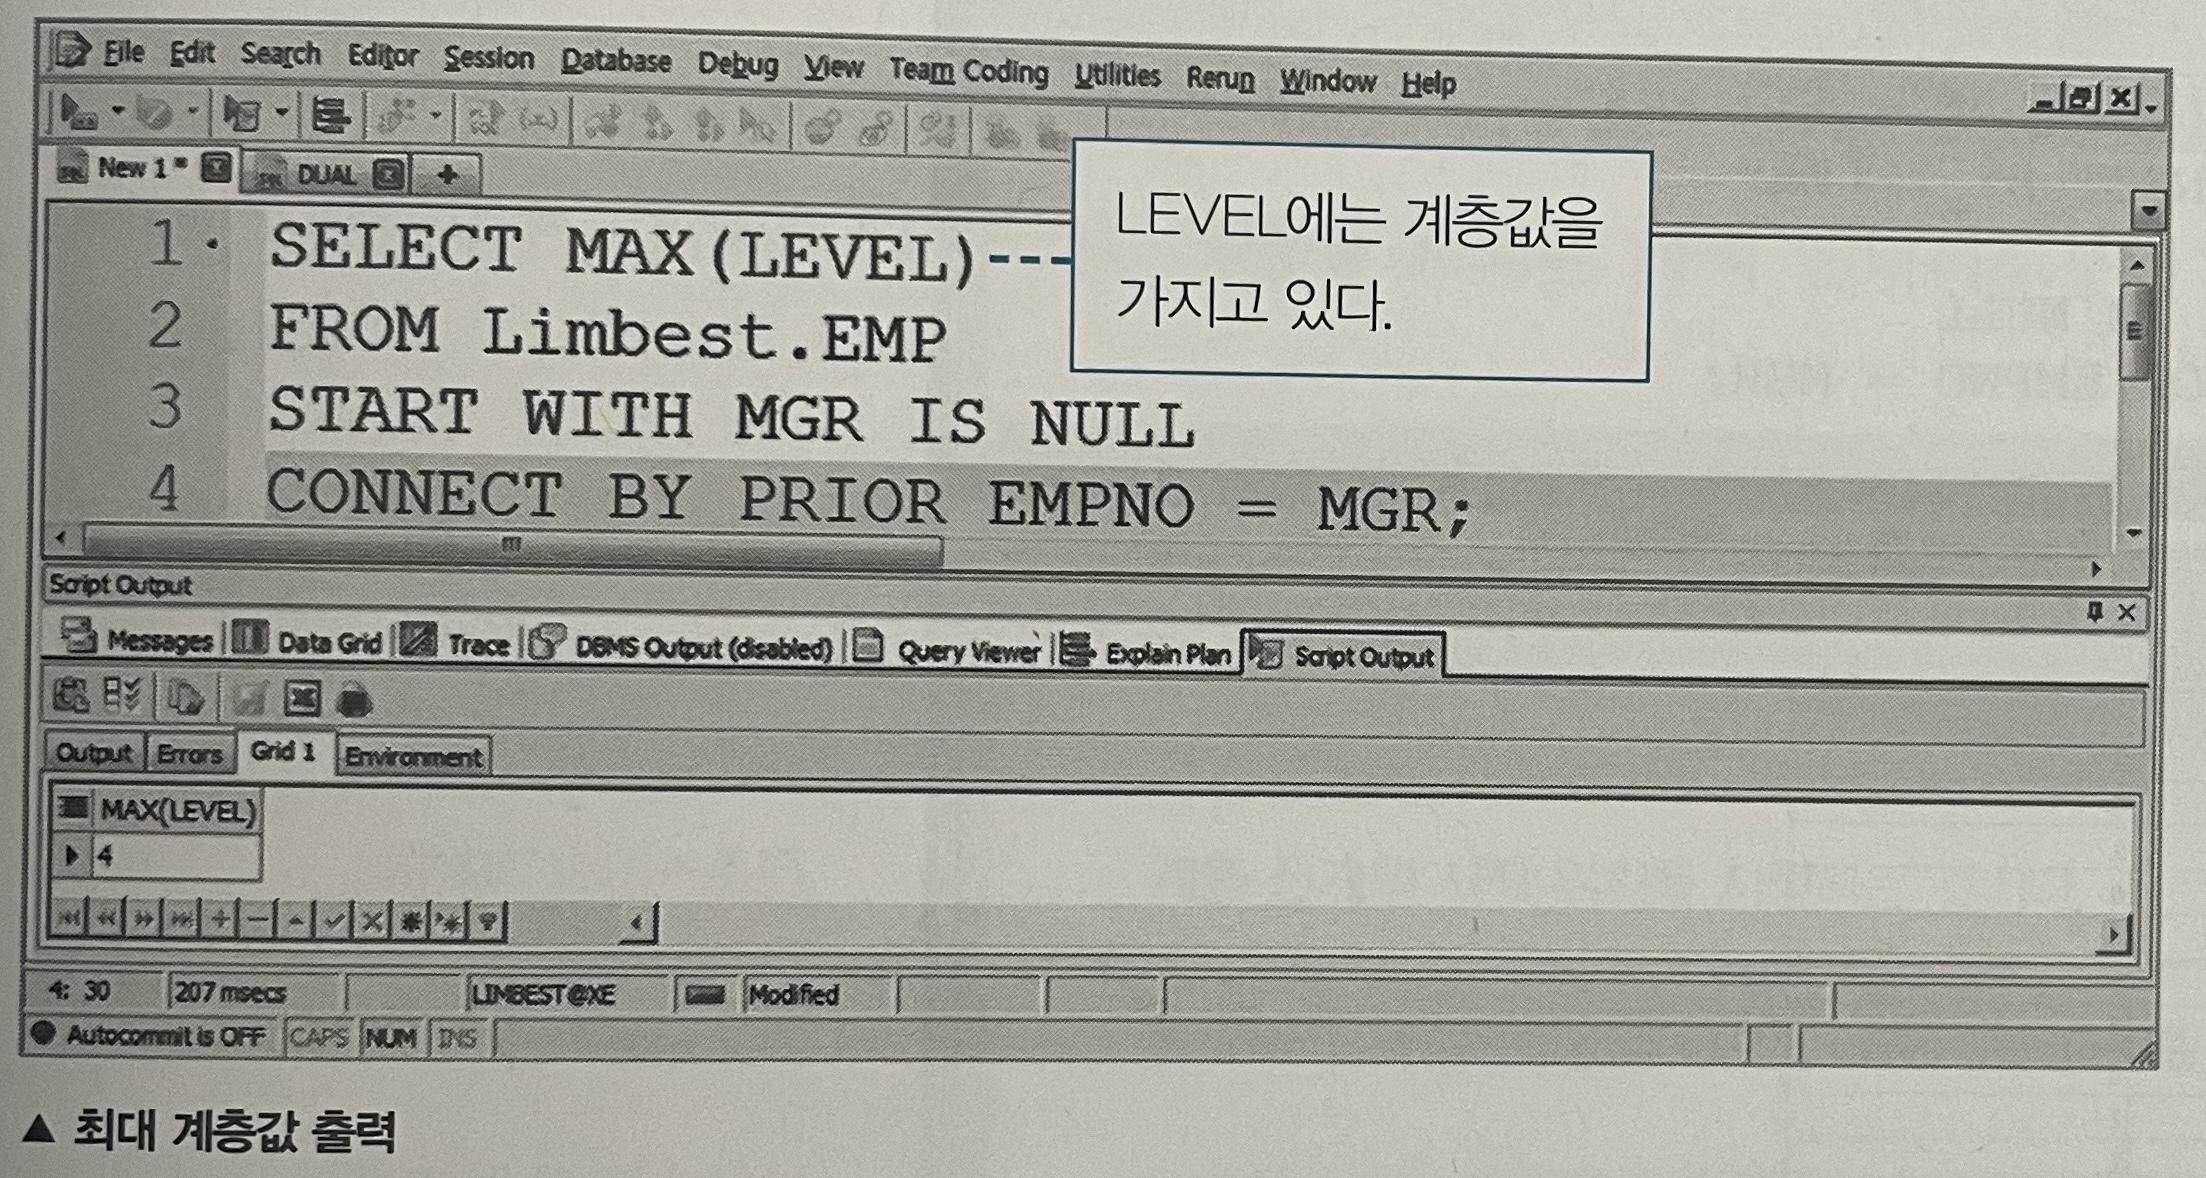 File Edit Search Editor Session Database Debug View Team Coding Utilities Rerun Window Help
New 1 * DUAL +
LEVEL에는 계층값을
가지고 있다.
1 SELECT MAX(LEVEL)
2 FROM Limbest.EMP
3 START WITH MGR IS NULL
4 CONNECT BY PRIOR EMPNO = MGR;
Script Output
Messages Data Grid Trace DBMS Output (disabled) Query Viewer Explain Plan Script Output
Output Errors Grid 1 Environment
MAX(LEVEL)
4
4: 30 207 msecs LIMBEST@XE Modified
Autocommit is OFF CAPS NUM INS
▲ 최대 계층값 출력